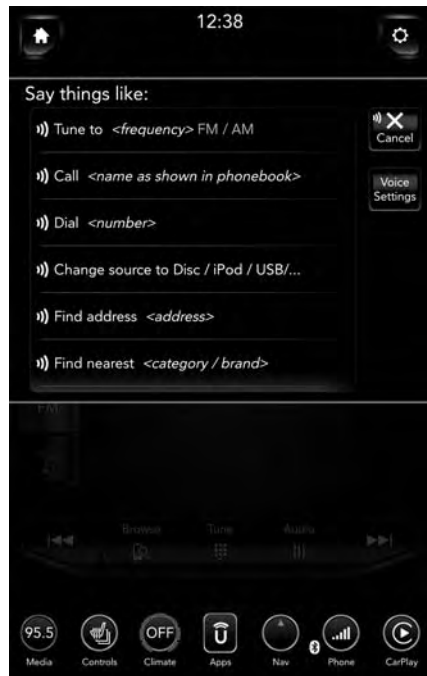 12:38
Say things like:
Tune to <frequency> FM / AM
Cancel
Call <name as shown in phonebook>
Voice
Settings
Dial <number>
Change source to Disc / iPod / USB/...
Find address <address>
Find nearest <category / brand>
FM
Browse Tune Audio
95.5
OFF
Media Controls Climate Apps Nav Phone CarPlay